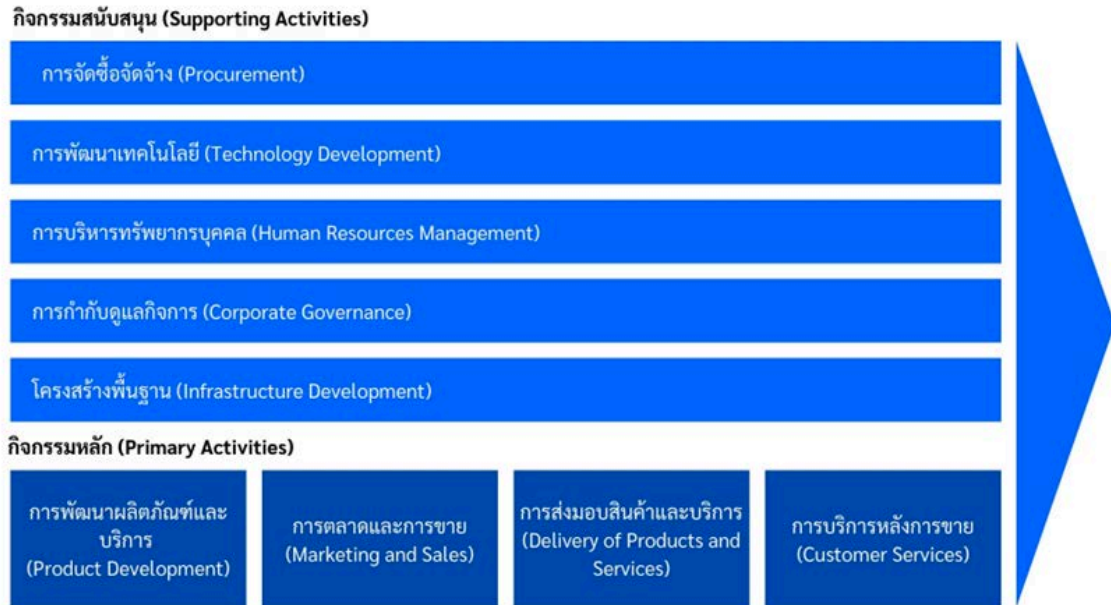 กิจกรรมสนับสนุน (Supporting Activities)
การจัดซื้อจัดจ้าง (Procurement)
การพัฒนาเทคโนโลยี (Technology Development)
การบริหารทรัพยากรบุคคล (Human Resources Management)
การกำกับดูแลกิจการ (Corporate Governance)
โครงสร้างพื้นฐาน (Infrastructure Development)
กิจกรรมหลัก (Primary Activities)
การพัฒนาผลิตภัณฑ์และ
บริการ
(Product Development)
การตลาดและการขาย
(Marketing and Sales)
การส่งมอบสินค้าและบริการ
(Delivery of Products and
Services)
การบริการหลังการขาย
(Customer Services)